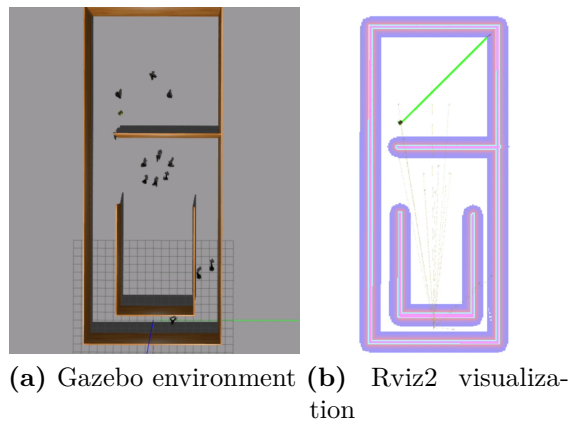 (a) Gazebo environment
(b) Rviz2 visualiza-
tion